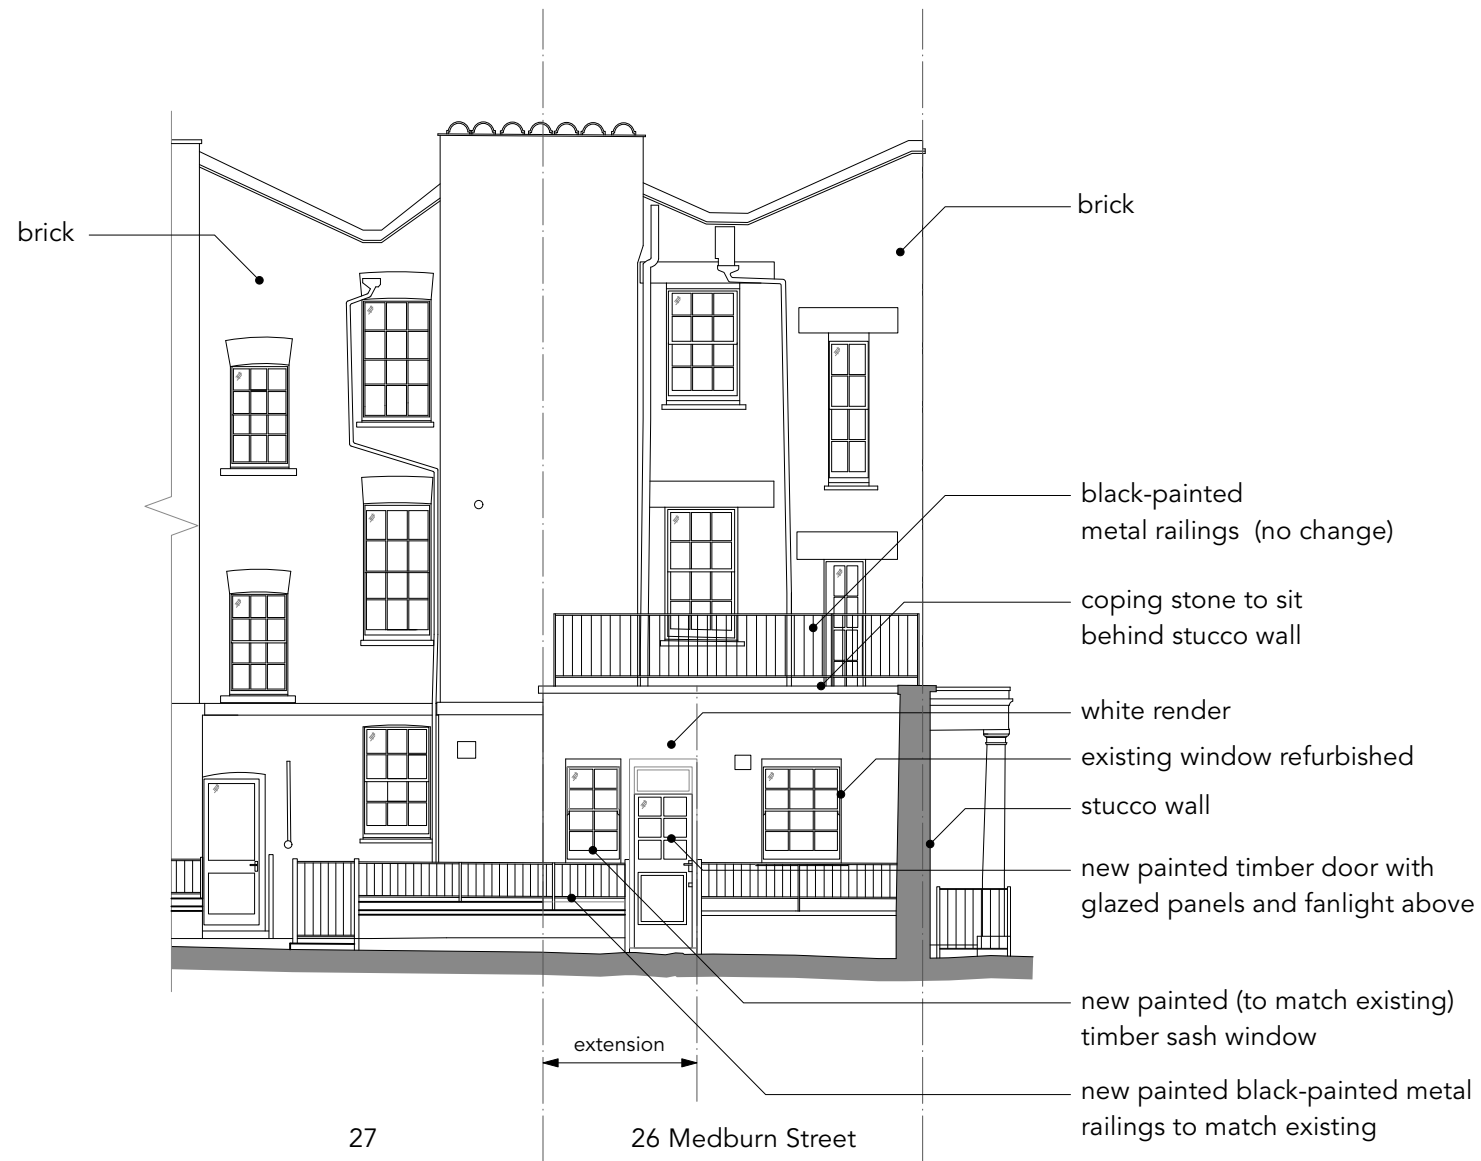 brick
brick
black-painted
metal railings (no change)
coping stone to sit
behind stucco wall
white render
existing window refurbished
stucco wall
new painted timber door with
glazed panels and fanlight above
new painted (to match existing)
timber sash window
extension
new painted black-painted metal
railings to match existing
27
26 Medburn Street